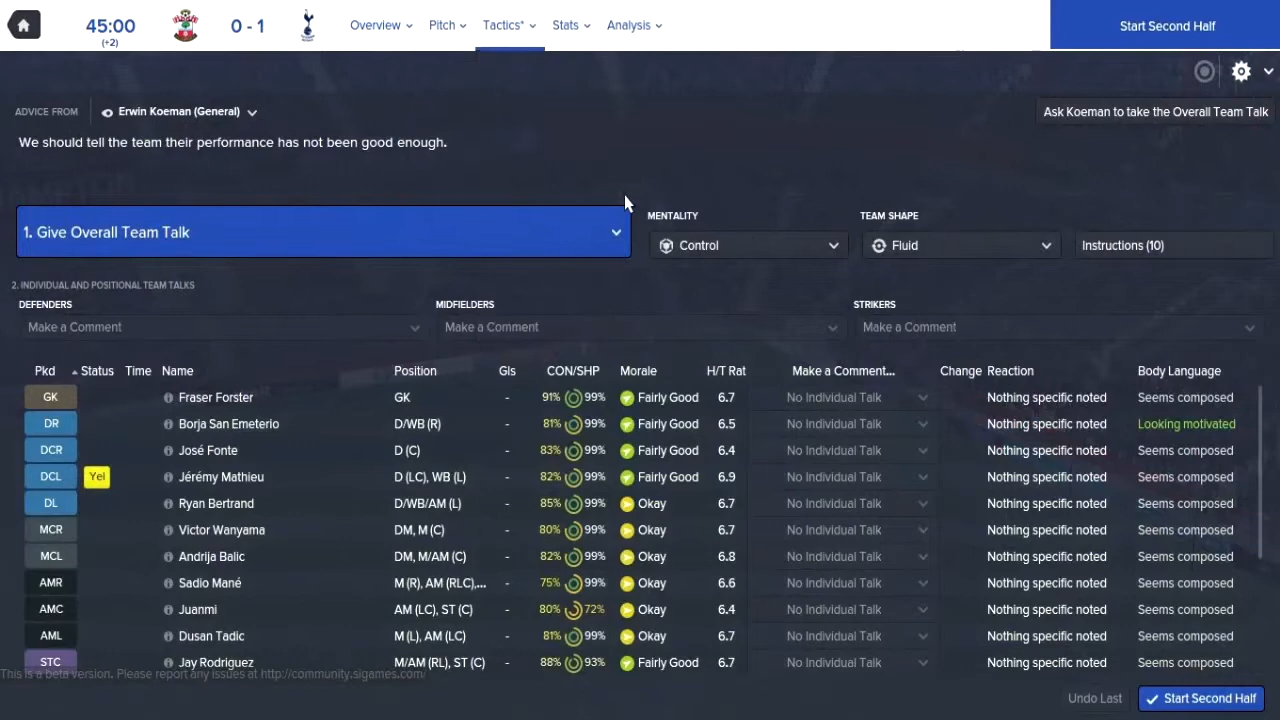 45:00
(+2)
0 - 1
Overview
Pitch
Tactics*
Stats
Analysis
Start Second Half
ADVICE FROM
Erwin Koeman (General)
Ask Koeman to take the Overall Team Talk
We should tell the team their performance has not been good enough.
MENTALITY
TEAM SHAPE
1. Give Overall Team Talk
Control
Fluid
Instructions (10)
2. INDIVIDUAL AND POSITIONAL TEAM TALKS
DEFENDERS
MIDFIELDERS
STRIKERS
Make a Comment
Make a Comment
Make a Comment
Pkd Status Time Name Position Gls CON/SHP Morale H/T Rat Make a Comment... Change Reaction Body Language
GK Fraser Forster GK - 91% 99% Fairly Good 6.7 No Individual Talk Nothing specific noted Seems composed
DR Borja San Emeterio D/WB (R) - 81% 99% Fairly Good 6.5 No Individual Talk Nothing specific noted Looking motivated
DCR José Fonte D (C) - 83% 99% Fairly Good 6.4 No Individual Talk Nothing specific noted Seems composed
DCL Yel Jérémy Mathieu D (LC), WB (L) - 82% 99% Fairly Good 6.9 No Individual Talk Nothing specific noted Seems composed
DL Ryan Bertrand D/WB/AM (L) - 85% 99% Okay 6.7 No Individual Talk Nothing specific noted Seems composed
MCR Victor Wanyama DM, M (C) - 80% 99% Okay 6.7 No Individual Talk Nothing specific noted Seems composed
MCL Andrija Balic DM, M/AM (C) - 82% 99% Okay 6.8 No Individual Talk Nothing specific noted Seems composed
AMR Sadio Mané M (R), AM (RLC),... - 75% 99% Okay 6.6 No Individual Talk Nothing specific noted Seems composed
AMC Juanmi AM (LC), ST (C) - 80% 72% Okay 6.4 No Individual Talk Nothing specific noted Seems composed
AML Dusan Tadic M (L), AM (LC) - 81% 99% Okay 6.7 No Individual Talk Nothing specific noted Seems composed
STC Jay Rodriguez M/AM (RL), ST (C) - 88% 93% Fairly Good 6.7 No Individual Talk Nothing specific noted Seems composed
This is a beta version. Please report any issues at http://community.sigames.com/
Undo Last
Start Second Half